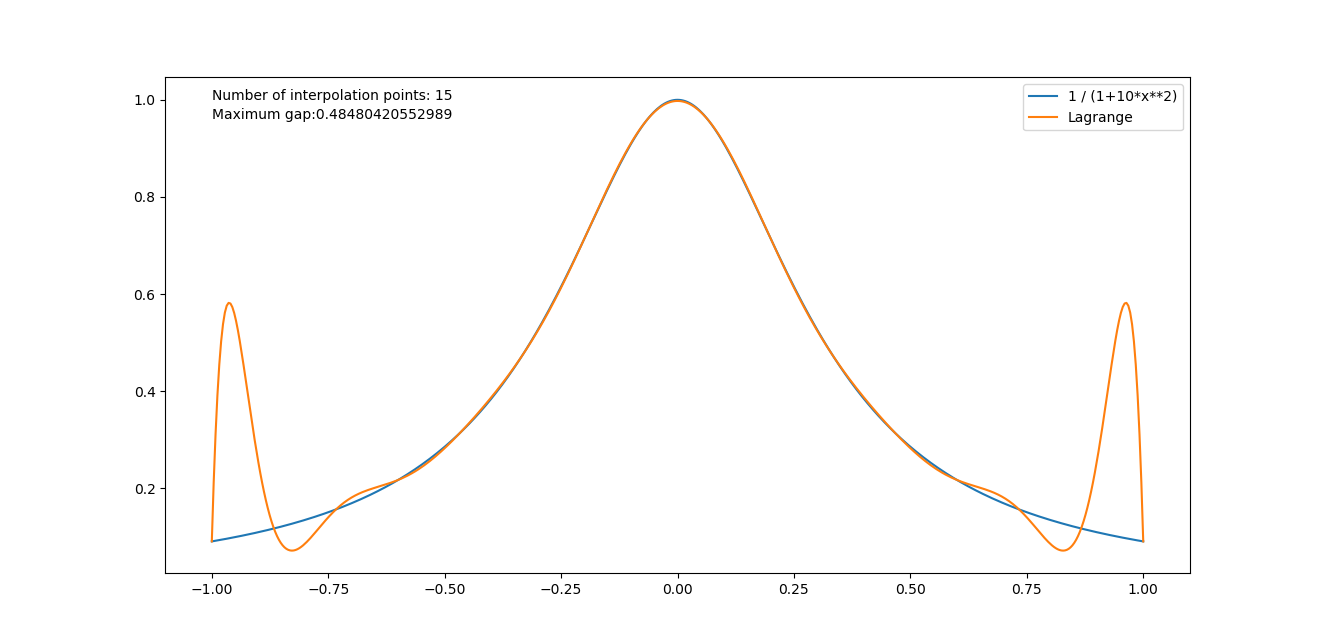 Number of interpolation points: 15
Maximum gap:0.48480420552989
1 / (1+10*x**2)
Lagrange
1.0
0.8
0.6
0.4
0.2
−1.00 −0.75 −0.50 −0.25 0.00 0.25 0.50 0.75 1.00